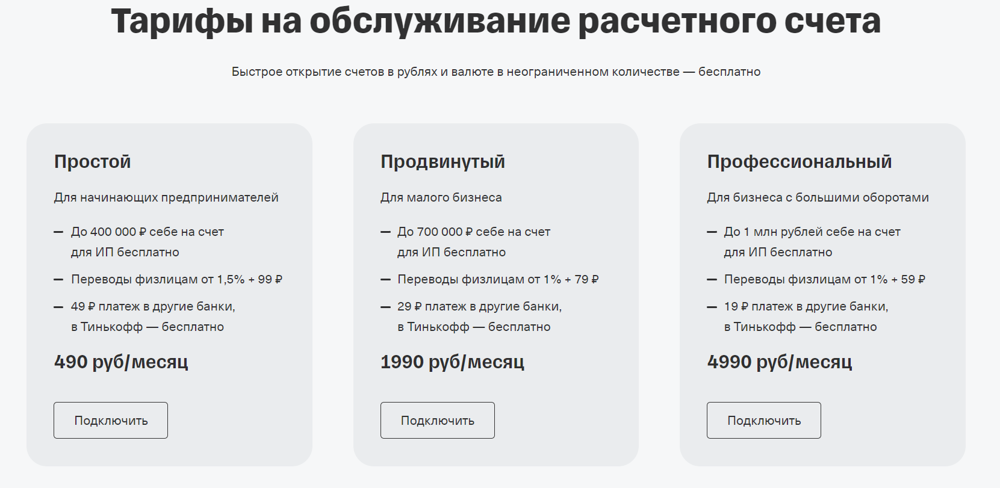 Тарифы на обслуживание расчетного счета
Быстрое открытие счетов в рублях и валюте в неограниченном количестве — бесплатно
Простой
Для начинающих предпринимателей
— До 400 000 ₽ себе на счет
для ИП бесплатно
— Переводы физлицам от 1,5% + 99 ₽
— 49 ₽ платеж в другие банки,
в Тинькофф — бесплатно
490 руб/месяц
Подключить
Продвинутый
Для малого бизнеса
— До 700 000 ₽ себе на счет
для ИП бесплатно
— Переводы физлицам от 1% + 79 ₽
— 29 ₽ платеж в другие банки,
в Тинькофф — бесплатно
1990 руб/месяц
Подключить
Профессиональный
Для бизнеса с большими оборотами
— До 1 млн рублей себе на счет
для ИП бесплатно
— Переводы физлицам от 1% + 59 ₽
— 19 ₽ платеж в другие банки,
в Тинькофф — бесплатно
4990 руб/месяц
Подключить